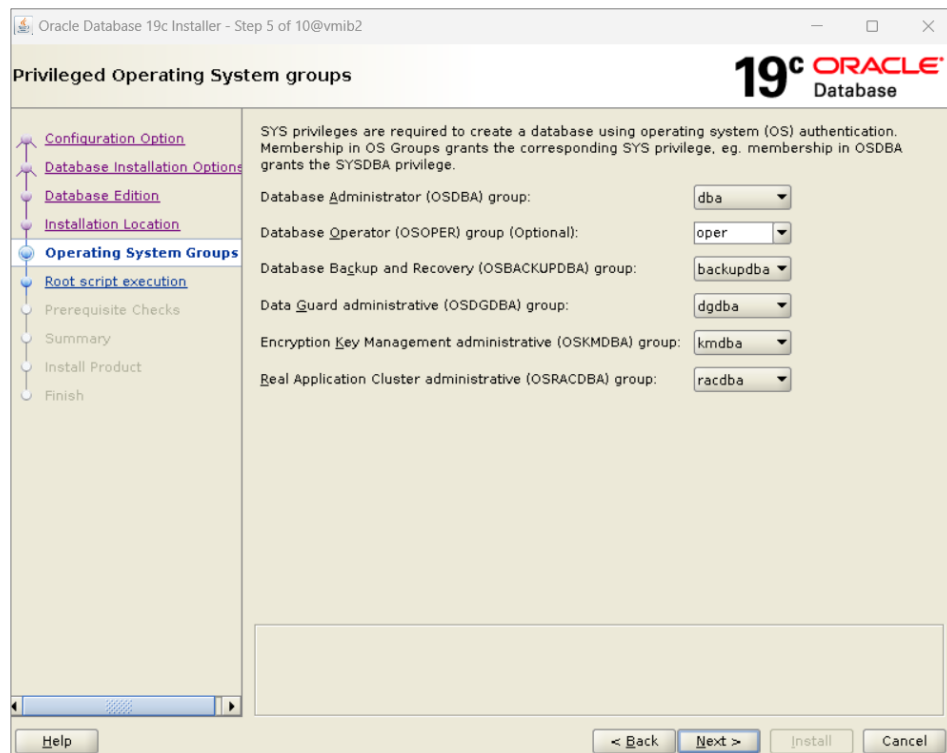 Oracle Database 19c Installer - Step 5 of 10@vmib2
Privileged Operating System groups
19c ORACLE
Database
Configuration Option
Database Installation Options
Database Edition
Installation Location
Operating System Groups
Root script execution
Prerequisite Checks
Summary
Install Product
Finish
SYS privileges are required to create a database using operating system (OS) authentication.
Membership in OS Groups grants the corresponding SYS privilege, eg. membership in OSDBA
grants the SYSDBA privilege.
Database Administrator (OSDBA) group: dba
Database Operator (OSOPER) group (Optional): oper
Database Backup and Recovery (OSBACKUPDBA) group: backupdba
Data Guard administrative (OSDGDBA) group: dgdba
Encryption Key Management administrative (OSKMDBA) group: kmdba
Real Application Cluster administrative (OSRACDBA) group: racdba
Help
< Back
Next >
Install
Cancel